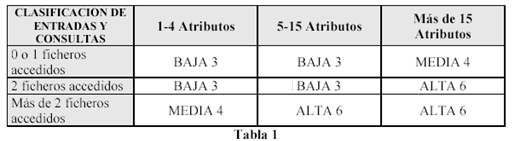 CLASIFICACION DE ENTRADAS Y CONSULTAS
1-4 Atributos
5-15 Atributos
Más de 15 Atributos
0 o 1 ficheros accedidos
BAJA 3
BAJA 3
MEDIA 4
2 ficheros accedidos
BAJA 3
BAJA 3
ALTA 6
Más de 2 ficheros accedidos
MEDIA 4
ALTA 6
ALTA 6
Tabla 1